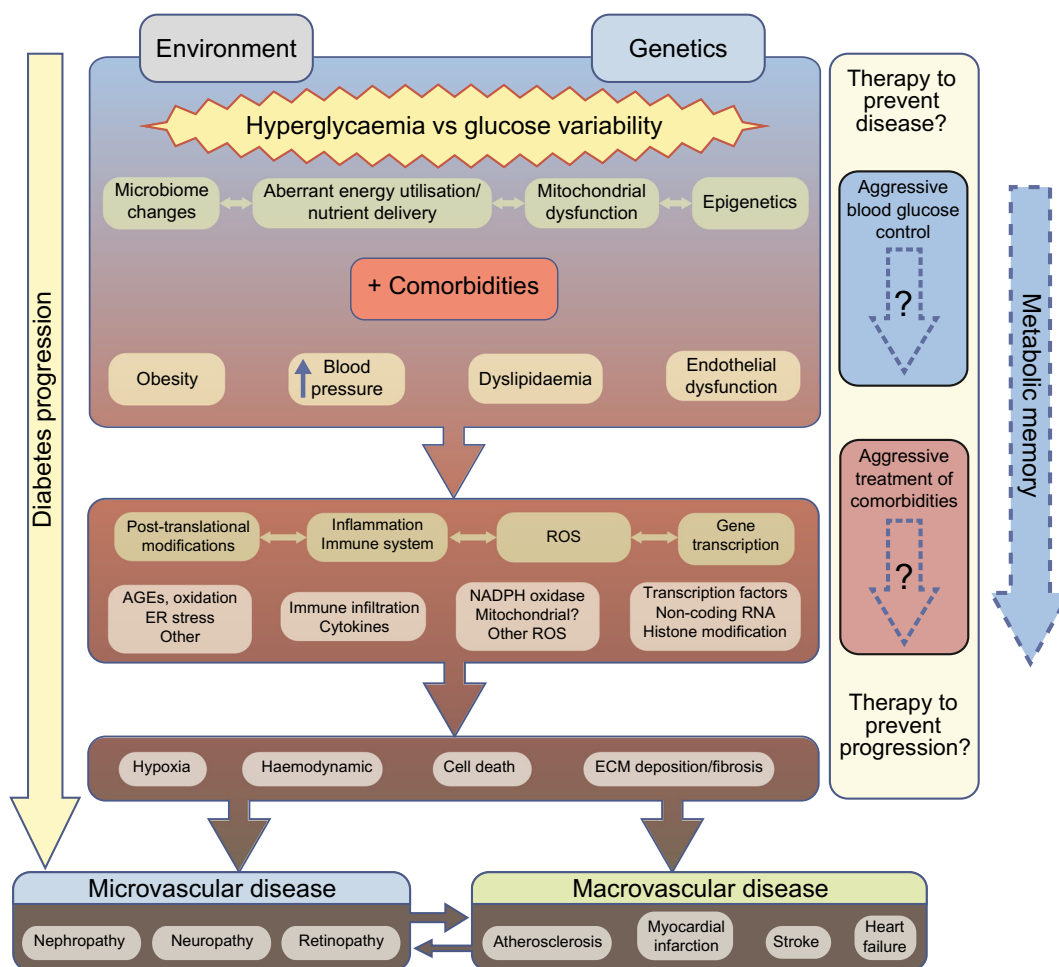 Environment
Genetics
Hyperglycaemia vs glucose variability
Microbiome
changes
Aberrant energy utilisation/
nutrient delivery
Mitochondrial
dysfunction
Epigenetics
+ Comorbidities
Obesity
Blood
pressure
Dyslipidaemia
Endothelial
dysfunction
Post-translational
modifications
Inflammation
Immune system
ROS
Gene
transcription
AGEs, oxidation
ER stress
Other
Immune infiltration
Cytokines
NADPH oxidase
Mitochondrial?
Other ROS
Transcription factors
Non-coding RNA
Histone modification
Hypoxia
Haemodynamic
Cell death
ECM deposition/fibrosis
Microvascular disease
Nephropathy
Neuropathy
Retinopathy
Macrovascular disease
Atherosclerosis
Myocardial
infarction
Stroke
Heart
failure
Diabetes progression
Therapy to
prevent
disease?
Aggressive
blood glucose
control
?
Aggressive
treatment of
comorbidities
?
Therapy to
prevent
progression?
Metabolic memory